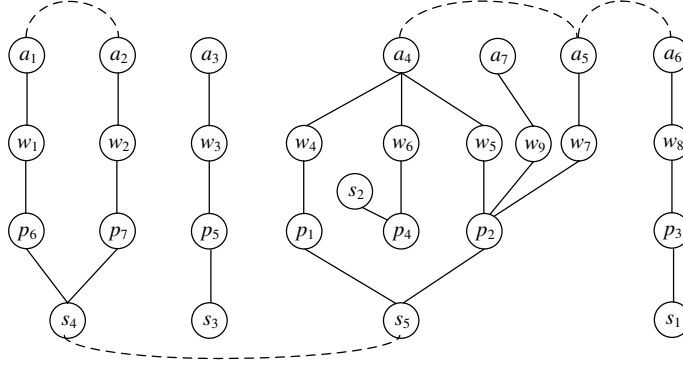 a₁ a₂ a₃ a₄ a₇ a₅ a₆
w₁ w₂ w₃ w₄ w₆ w₅ w₉ w₇ w₈
s₂
p₆ p₇ p₅ p₁ p₄ p₂ p₃
s₄ s₃ s₅ s₁